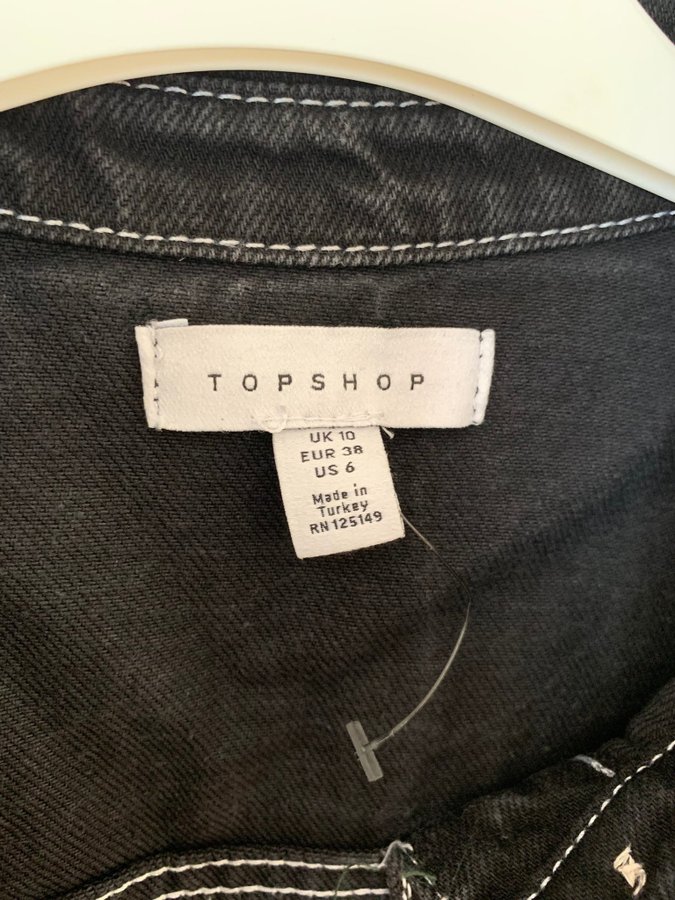 TOPSHOP
UK 10
EUR 38
US 6
Made in
Turkey
RN 125149